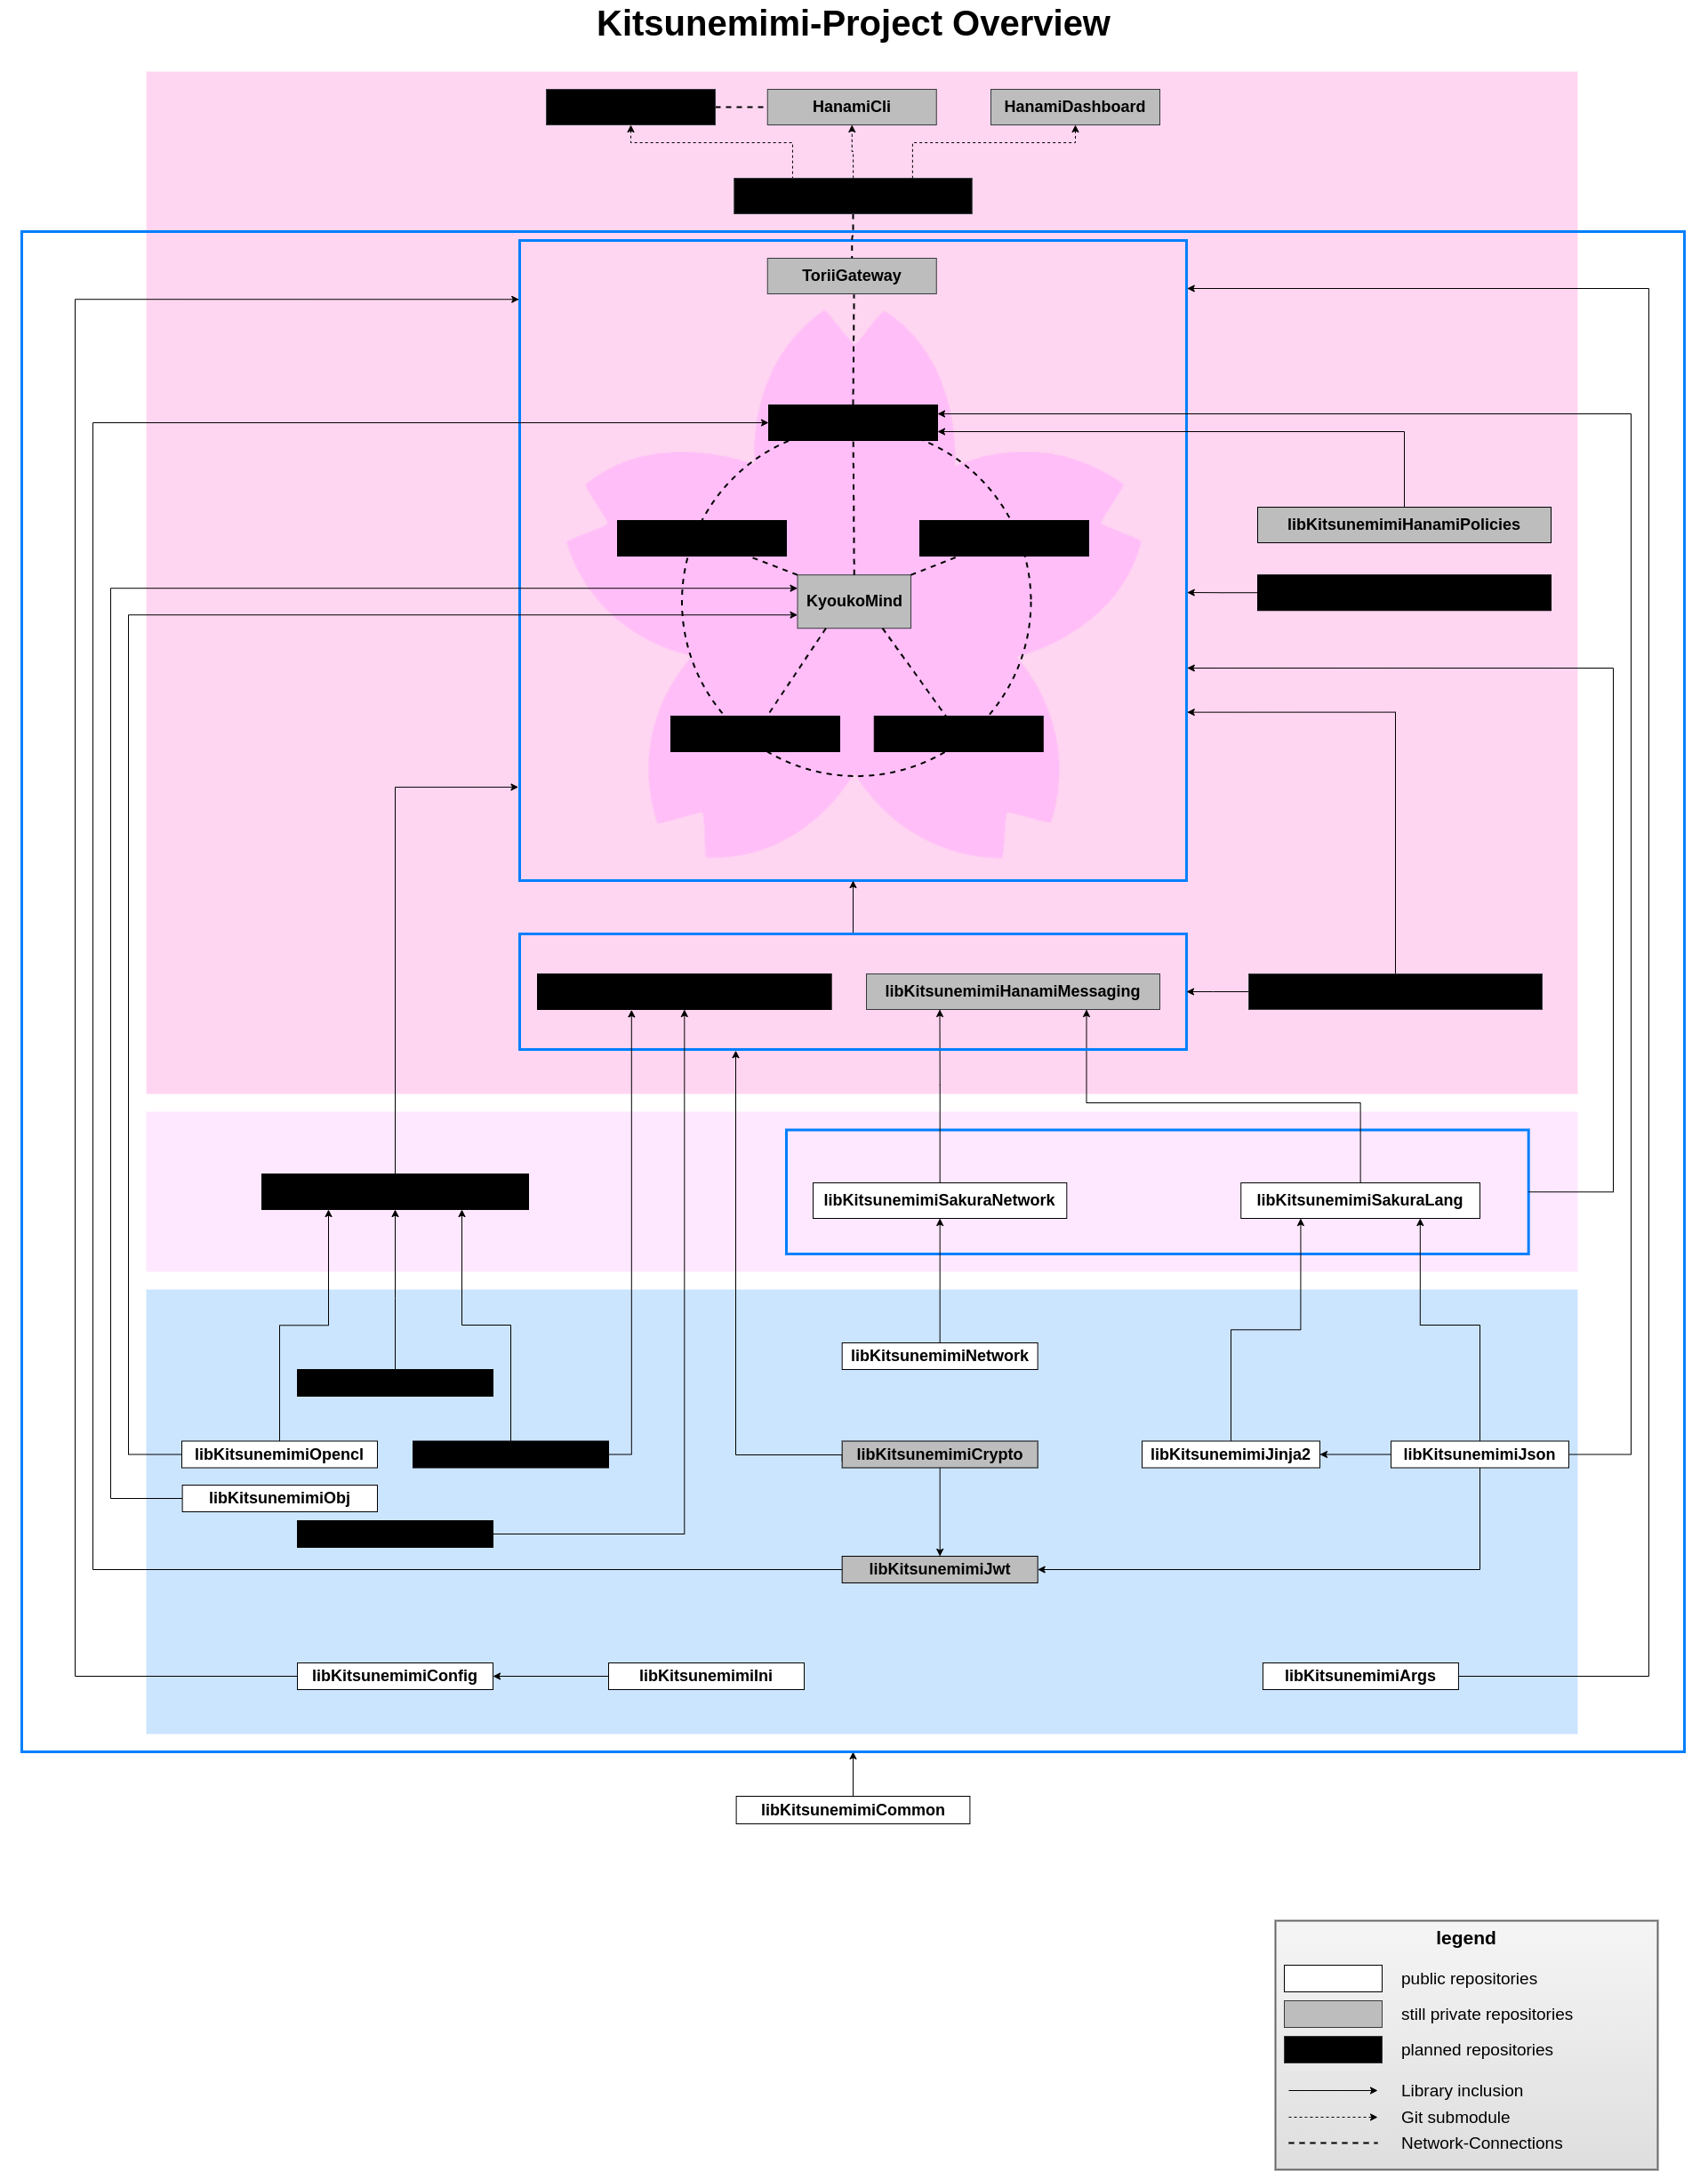 Kitsunemimi-Project Overview
HanamiCli
HanamiDashboard
ToriiGateway
libKitsunemimiHanamiPolicies
KyoukoMind
libKitsunemimiHanamiMessaging
libKitsunemimiSakuraNetwork
libKitsunemimiSakuraLang
libKitsunemimiNetwork
libKitsunemimiOpencl
libKitsunemimiCrypto
libKitsunemimiJinja2
libKitsunemimiJson
libKitsunemimiObj
libKitsunemimiJwt
libKitsunemimiConfig
libKitsunemimiIni
libKitsunemimiArgs
libKitsunemimiCommon
legend
public repositories
still private repositories
planned repositories
Library inclusion
Git submodule
Network-Connections